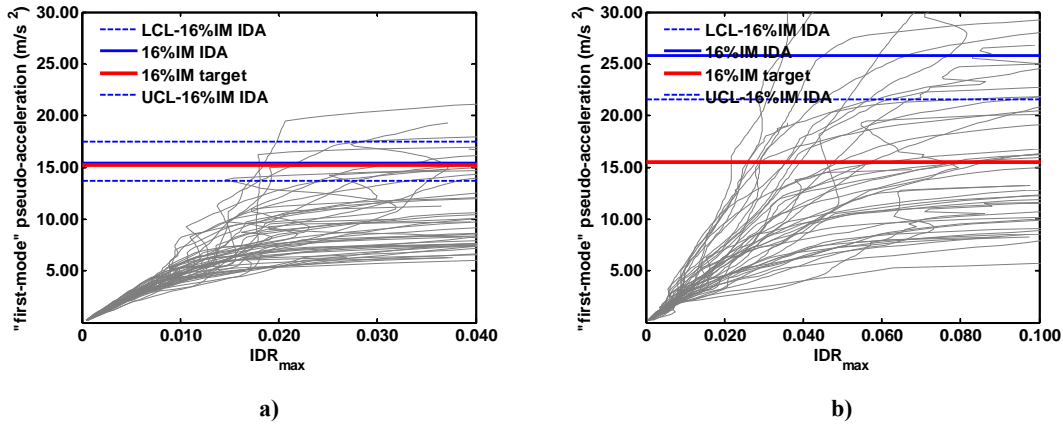 30.00
25.00
20.00
15.00
10.00
5.00
"first-mode" pseudo-acceleration (m/s 2)
LCL-16%IM IDA
16%IM IDA
16%IM target
UCL-16%IM IDA
0 0.010 0.020 0.030 0.040
IDRmax
a)
30.00
25.00
20.00
15.00
10.00
5.00
"first-mode" pseudo-acceleration (m/s 2)
LCL-16%IM IDA
16%IM IDA
16%IM target
UCL-16%IM IDA
0 0.020 0.040 0.060 0.080 0.100
IDRmax
b)